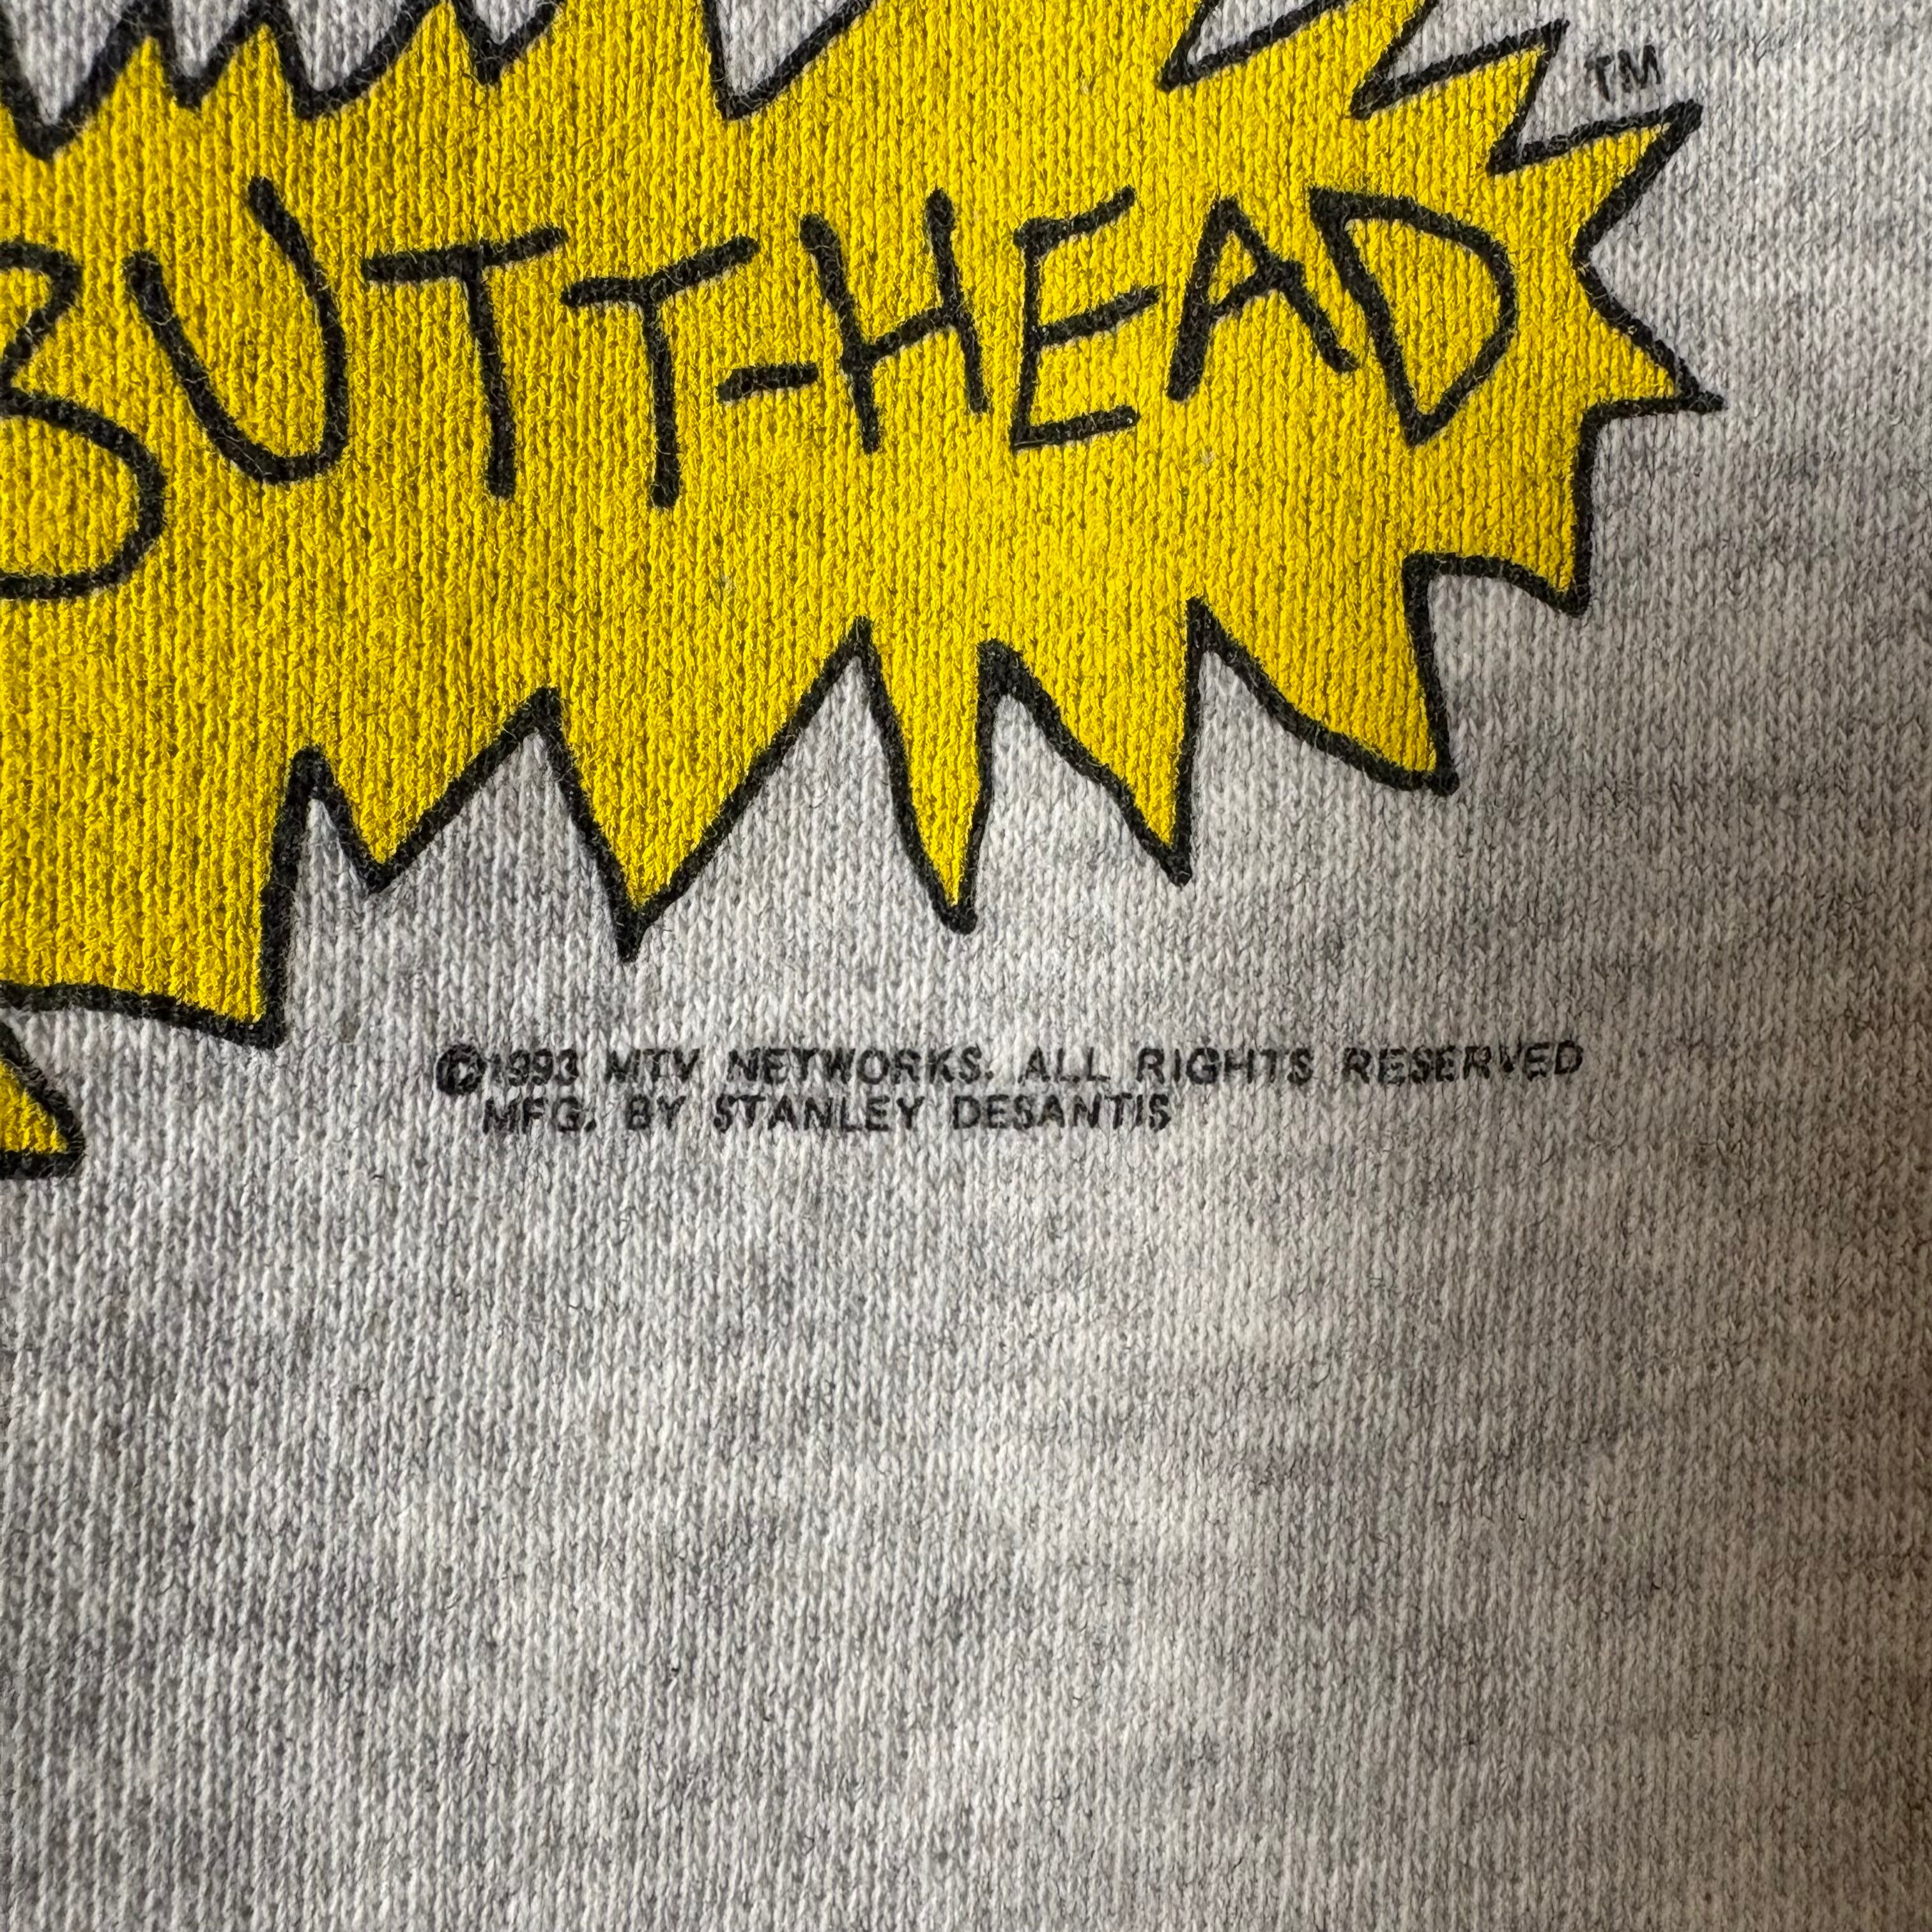 TM
BUTT-HEAD
©1993 MTV NETWORKS. ALL RIGHTS RESERVED
MFG. BY STANLEY DESANTIS